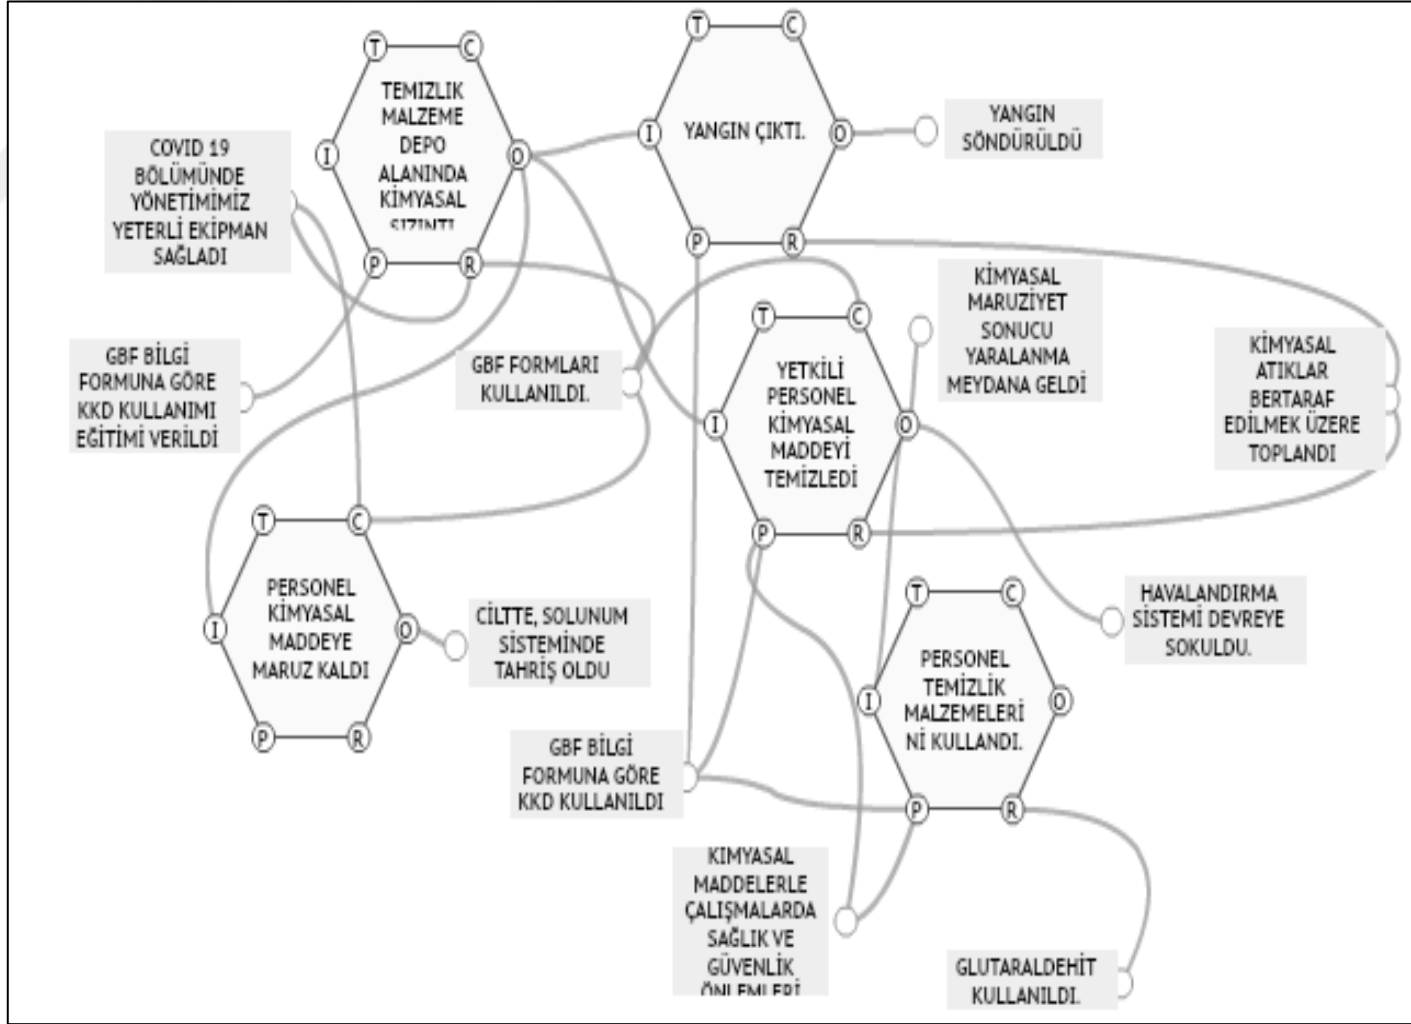 T
C
TEMIZLIK
MALZEME
DEPO
ALANINDA
KİMYASAL
SIZINTI
I
O
P
R
T
C
YANGIN ÇIKTI.
I
O
P
R
YANGIN
SÖNDÜRÜLDÜ
COVID 19
BÖLÜMÜNDE
YÖNETİMİMİZ
YETERLİ EKİPMAN
SAĞLADI
GBF BİLGİ
FORMUNA GÖRE
KKD KULLANIMI
EĞİTİMİ VERİLDİ
GBF FORMLARI
KULLANILDI.
T
C
YETKİLİ
PERSONEL
KİMYASAL
MADDEYİ
TEMİZLEDİ
I
O
P
R
KİMYASAL
MARUZİYET
SONUCU
YARALANMA
MEYDANA GELDİ
KİMYASAL
ATIKLAR
BERTARAF
EDİLMEK ÜZERE
TOPLANDI
T
C
PERSONEL
KİMYASAL
MADDEYE
MARUZ KALDI
I
O
P
R
CİLTTE, SOLUNUM
SİSTEMİNDE
TAHRİŞ OLDU
T
C
PERSONEL
TEMİZLİK
MALZEMELERİ
Nİ KULLANDI.
I
O
P
R
HAVALANDIRMA
SİSTEMİ DEVREYE
SOKULDU.
GBF BİLGİ
FORMUNA GÖRE
KKD KULLANILDI
KIMYASAL
MADDELERLE
ÇALIŞMALARDA
SAĞLIK VE
GÜVENLİK
ÖNLEMLERİ
GLUTARALDEHİT
KULLANILDI.